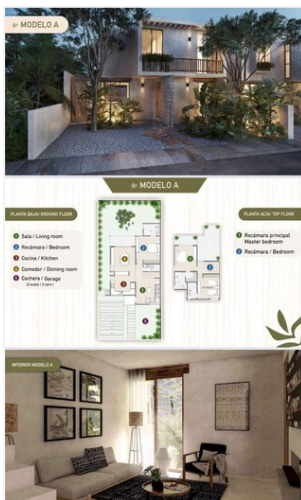 MODELO A
MODELO A
PLANTA BAJA/ GROUND FLOOR
1 Sala / Living room
2 Recámara / Bedroom
3 Cocina / Kitchen
4 Comedor / Dinning room
5 Cochera / Garage
PLANTA ALTA/ TOP FLOOR
1 Recámara principal
Master bedroom
2 Recámara / Bedroom
INTERIOR MODELO A